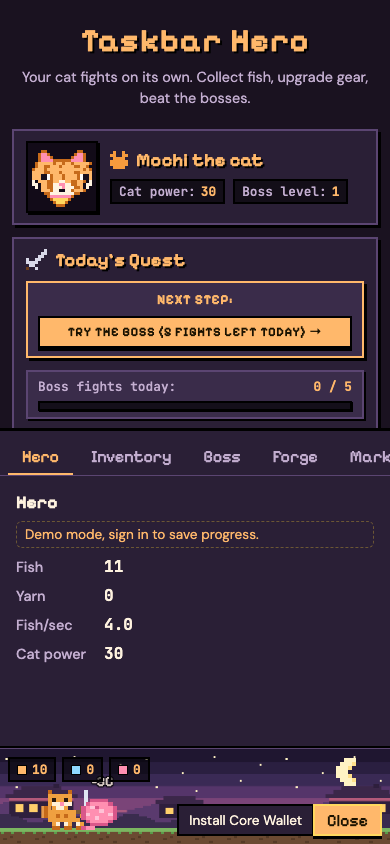 Taskbar Hero
Your cat fights on its own. Collect fish, upgrade gear,
beat the bosses.
Mochi the cat
Cat power: 30
Boss level: 1
Today's Quest
NEXT STEP:
TRY THE BOSS (5 FIGHTS LEFT TODAY) →
Boss fights today:
0 / 5
Hero Inventory Boss Forge Mark
Hero
Demo mode, sign in to save progress.
Fish 11
Yarn 0
Fish/sec 4.0
Cat power 30
10 0 0
-30
Install Core Wallet
Close